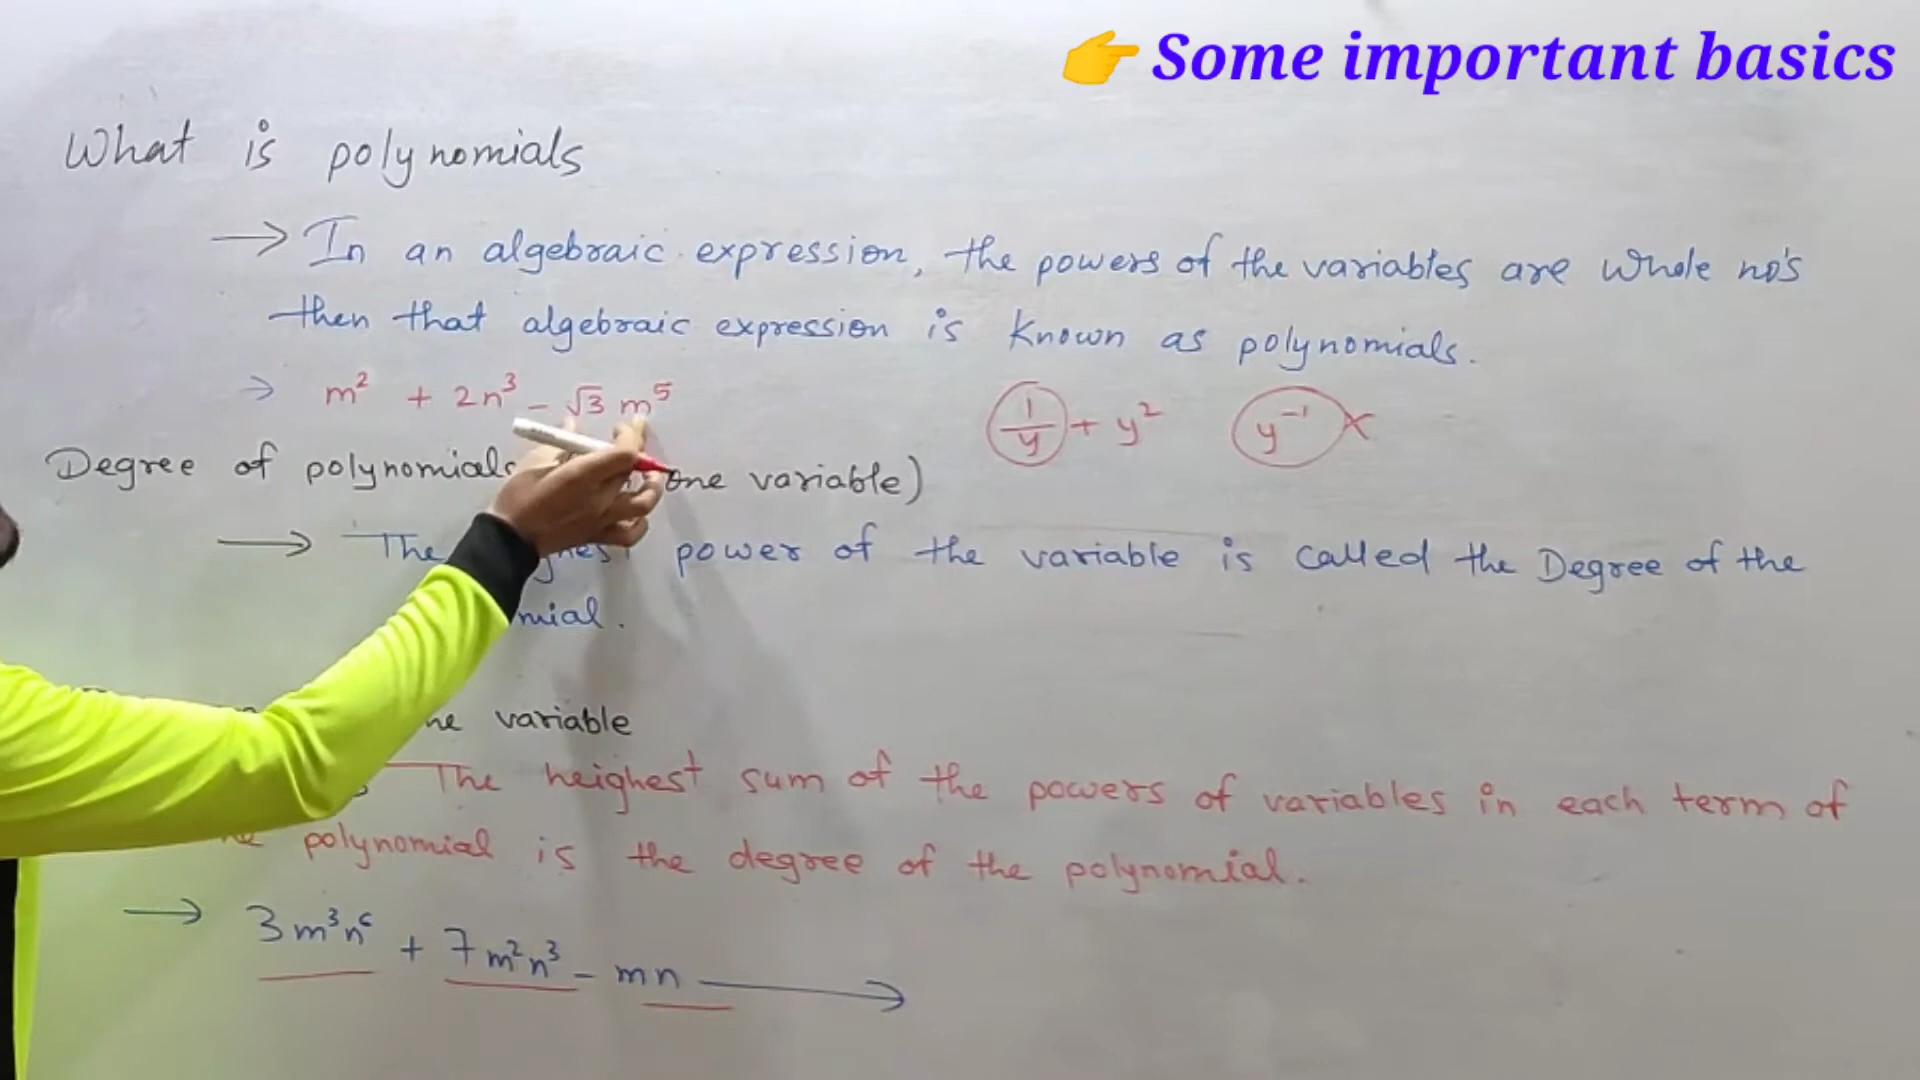 👉 Some important basics
What is polynomials
→ In an algebraic expression, the powers of the variables are whole no's
then that algebraic expression is known as polynomials.
→ m² + 2n³ - √3 m⁵
1/y + y² y⁻¹ ×
Degree of polynomials one variable)
→ The power of the variable is called the Degree of the
variable
The heighest sum of the powers of variables in each term of
polynomial is the degree of the polynomial.
→ 3m³n⁶ + 7m²n³ - mn →